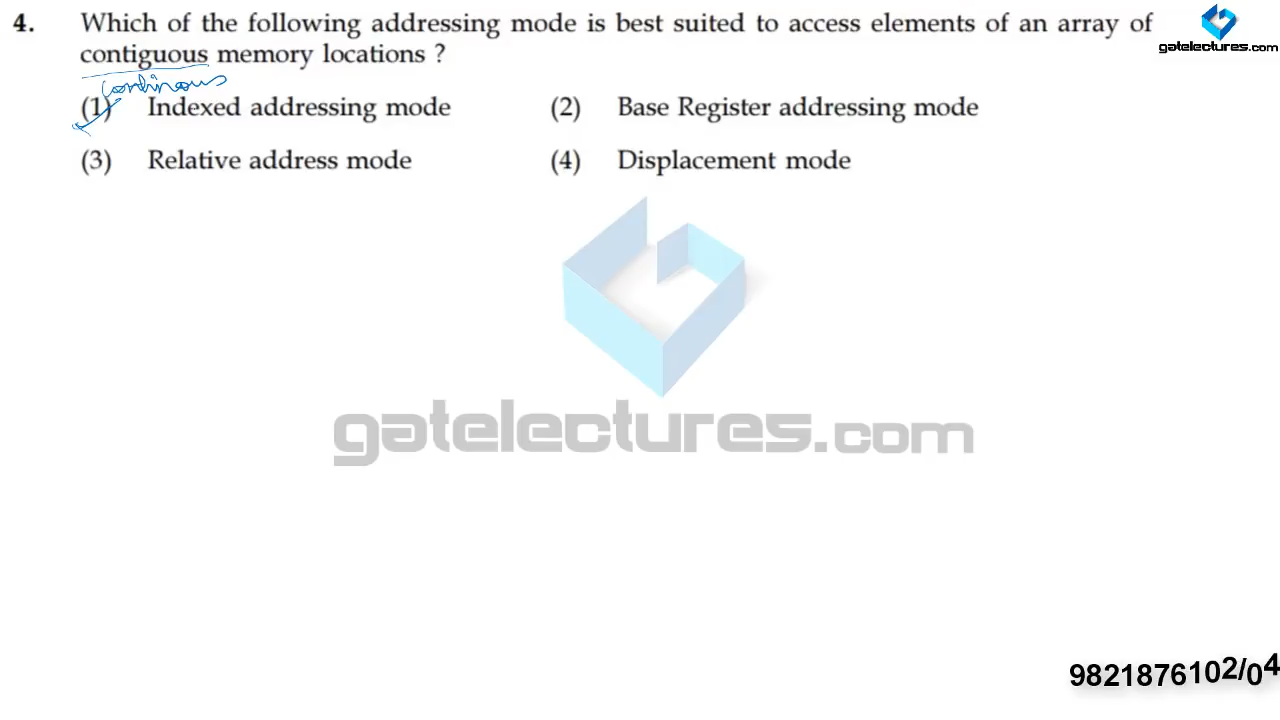 4. Which of the following addressing mode is best suited to access elements of an array of
contiguous memory locations ?
continous
(1) Indexed addressing mode (2) Base Register addressing mode
(3) Relative address mode (4) Displacement mode
gatelectures.com
gatelectures.com
9821876102/04